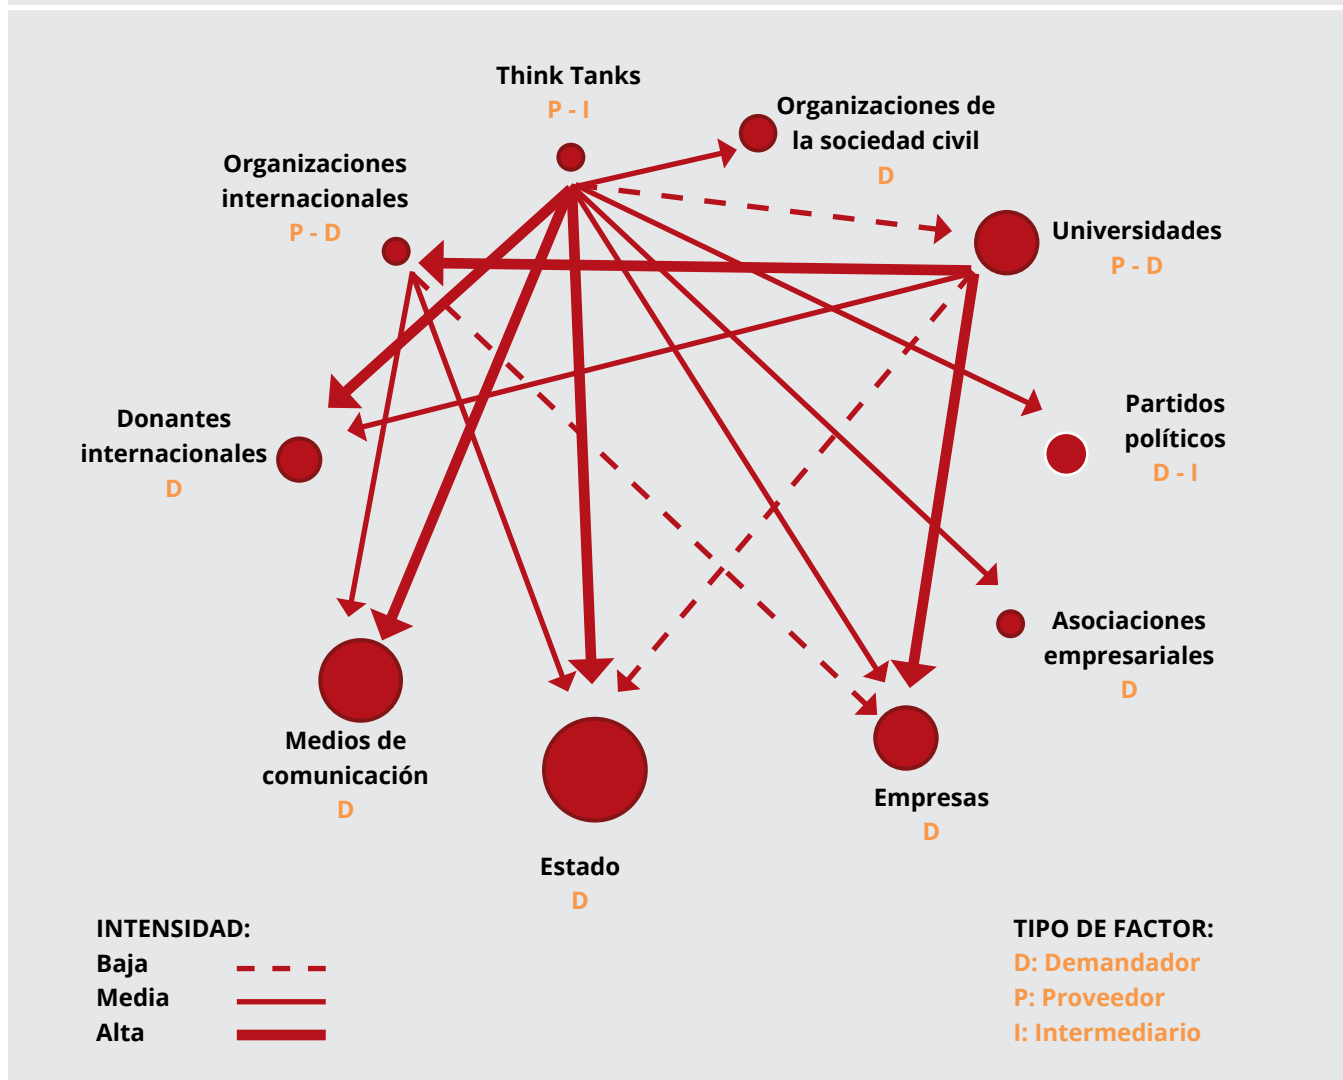 Think Tanks
P - I
Organizaciones de
la sociedad civil
D
Organizaciones
internacionales
P - D
Universidades
P - D
Donantes
internacionales
D
Partidos
políticos
D - I
Asociaciones
empresariales
D
Medios de
comunicación
D
Empresas
D
Estado
D
INTENSIDAD:
Baja
Media
Alta
TIPO DE FACTOR:
D: Demandador
P: Proveedor
I: Intermediario